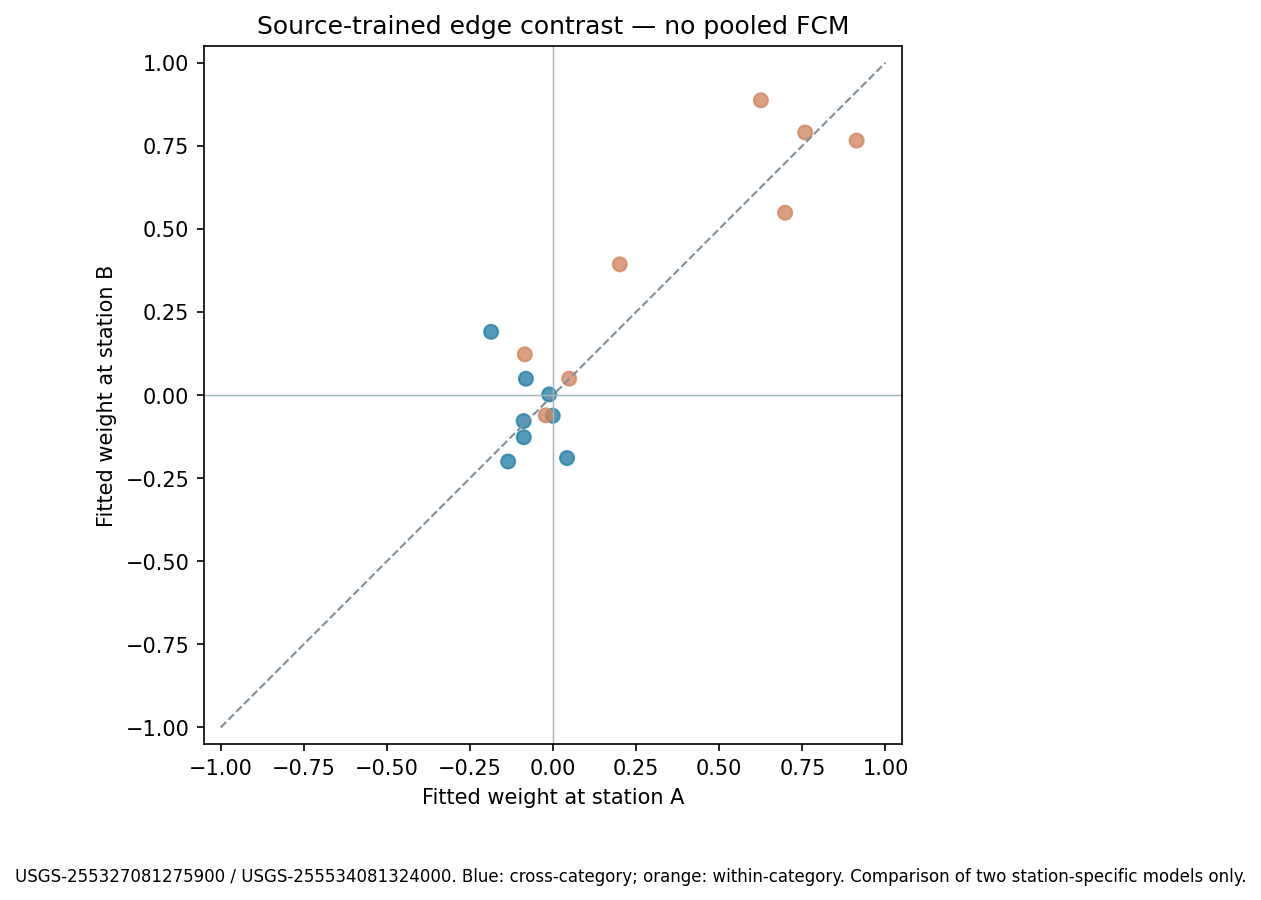 Source-trained edge contrast — no pooled FCM
1.00
0.75
0.50
0.25
0.00
−0.25
−0.50
−0.75
−1.00
Fitted weight at station B
−1.00 −0.75 −0.50 −0.25 0.00 0.25 0.50 0.75 1.00
Fitted weight at station A
USGS-255327081275900 / USGS-255534081324000. Blue: cross-category; orange: within-category. Comparison of two station-specific models only.